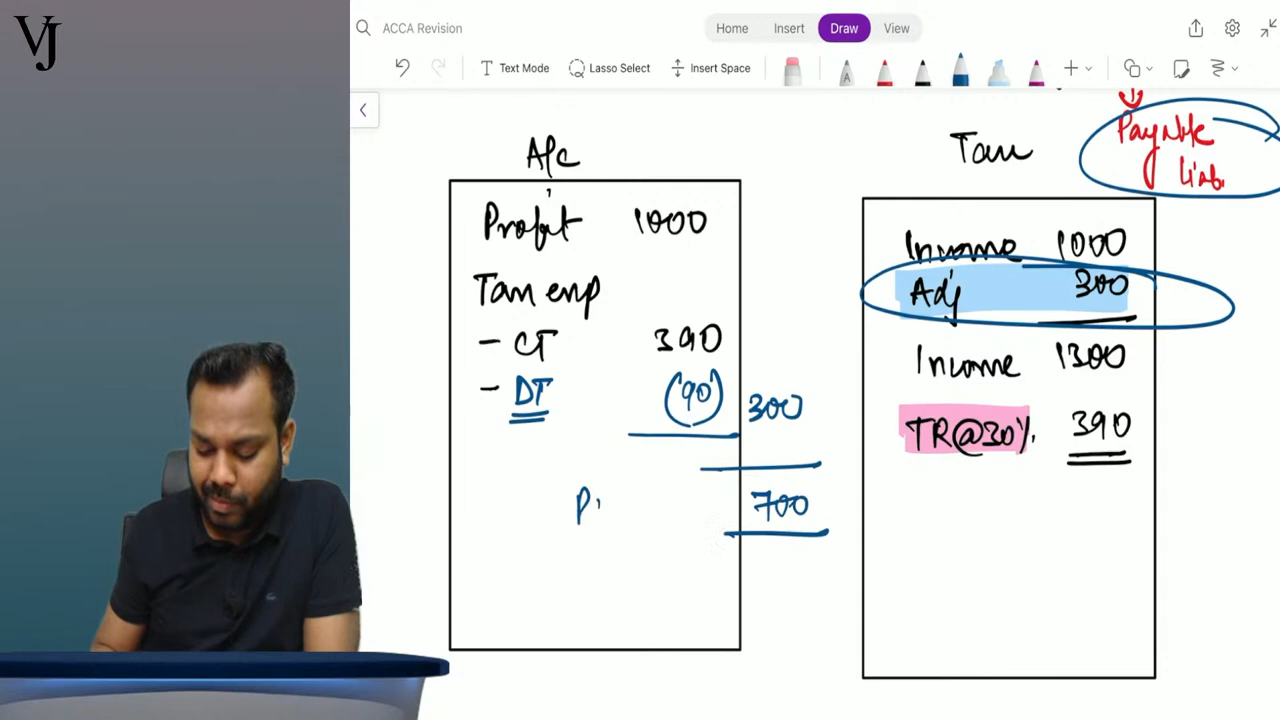 VJ
ACCA Revision
Home Insert Draw View
Text Mode Lasso Select Insert Space
A/c
Profit 1000
Tax exp
- CT 390
- DT (90) 300
P 700
Tax
Payable
Liab.
Income 1000
Adj 300
Income 1300
TR@30% 390